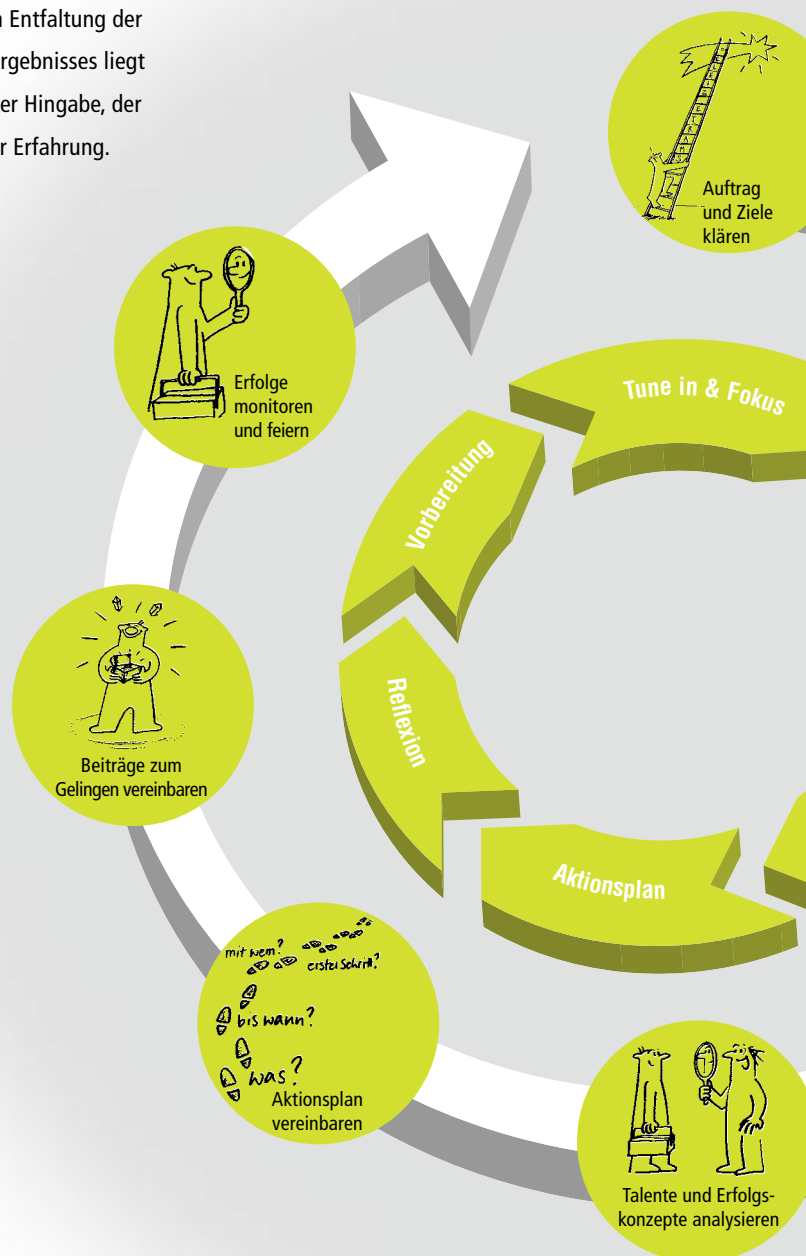 Entfaltung der
rgebnisses liegt
er Hingabe, der
r Erfahrung.
Auftrag
und Ziele
klären
Erfolge
monitoren
und feiern
Tune in & Fokus
Vorbereitung
Reflexion
Aktionsplan
Beiträge zum
Gelingen vereinbaren
mit wem?
erster Schritt?
bis wann?
was?
Aktionsplan
vereinbaren
Talente und Erfolgs-
konzepte analysieren